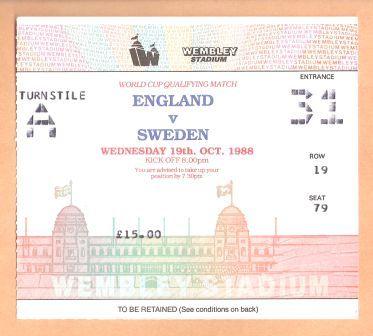 WEMBLEY
STADIUM
WORLD CUP QUALIFYING MATCH
ENTRANCE
TURNSTILE
A
ENGLAND
v
SWEDEN
31
WEDNESDAY 19th. OCT. 1988
KICK OFF 8.00pm
You are advised to take up your
position by 7.30pm
ROW
19
SEAT
79
£15.00
WEMBLEY STADIUM
TO BE RETAINED (See conditions on back)